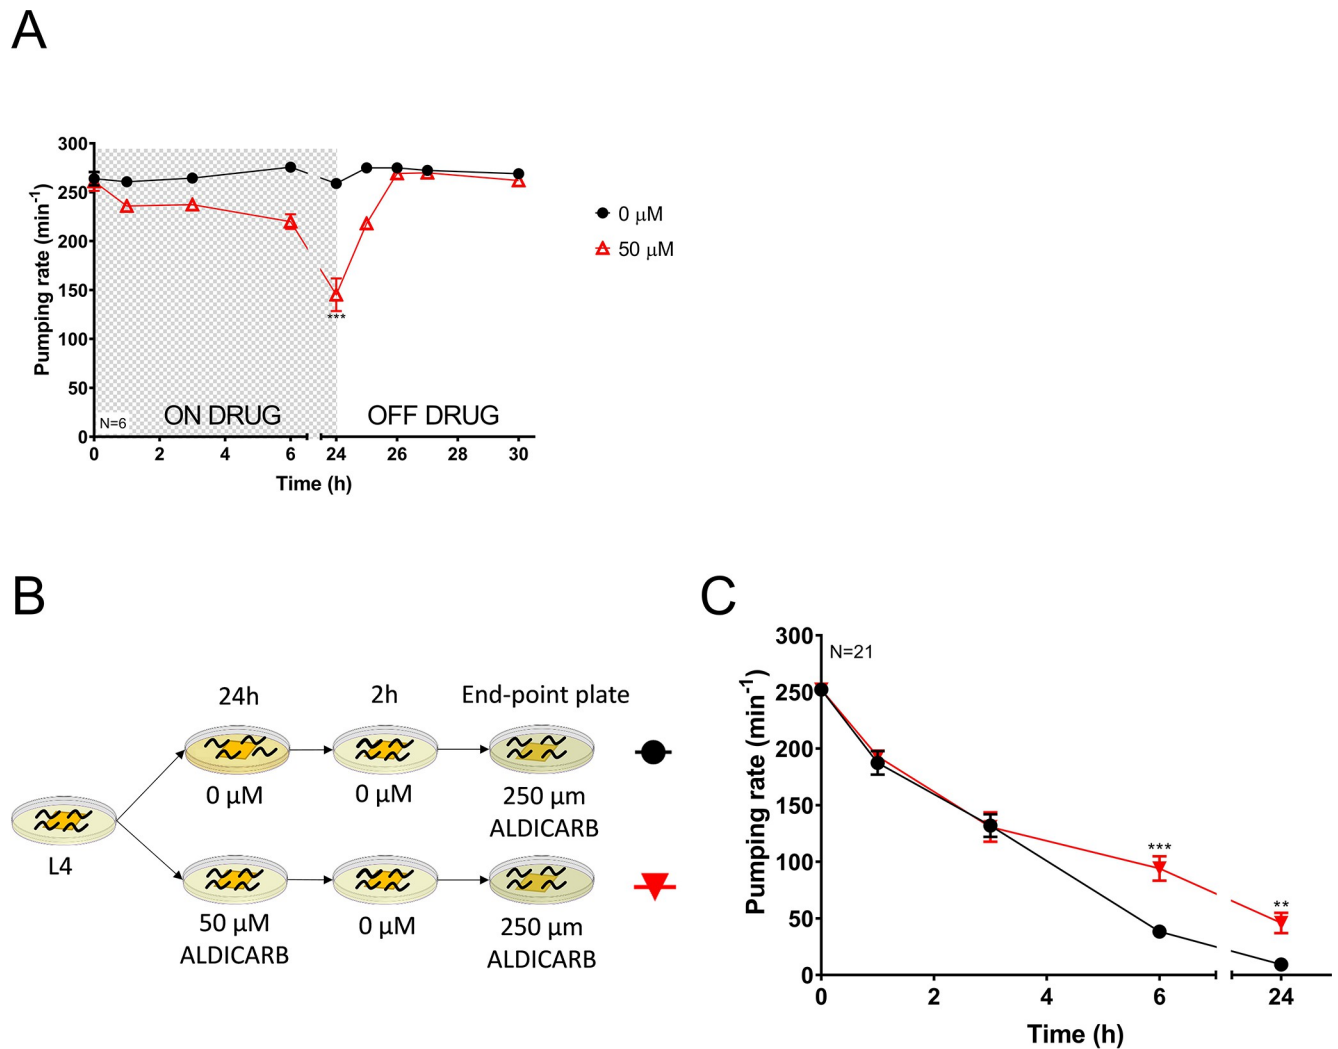 A
Pumping rate (min-1)
300
250
200
150
100
50
0
***
N=6
ON DRUG
OFF DRUG
0 2 4 6 24 26 28 30
Time (h)
0 μM
50 μM
B
24h 2h End-point plate
0 μM 0 μM 250 μm
ALDICARB
L4
50 μM 0 μM 250 μm
ALDICARB ALDICARB
C
Pumping rate (min-1)
300
250
200
150
100
50
0
N=21
***
**
0 2 4 6 24
Time (h)